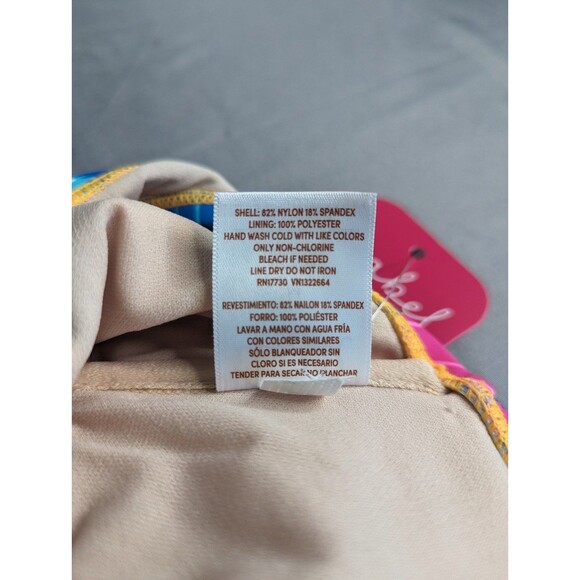 SHELL: 82% NYLON 18% SPANDEX
LINING: 100% POLYESTER
HAND WASH COLD WITH LIKE COLORS
ONLY NON-CHLORINE
BLEACH IF NEEDED
LINE DRY DO NOT IRON
RN17730 VN1322664
REVESTIMIENTO: 82% NAILON 18% SPANDEX
FORRO: 100% POLIÉSTER
LAVAR A MANO CON AGUA FRÍA
CON COLORES SIMILARES
SÓLO BLANQUEADOR SIN
CLORO SI ES NECESARIO
TENDER PARA SECAR NO PLANCHAR